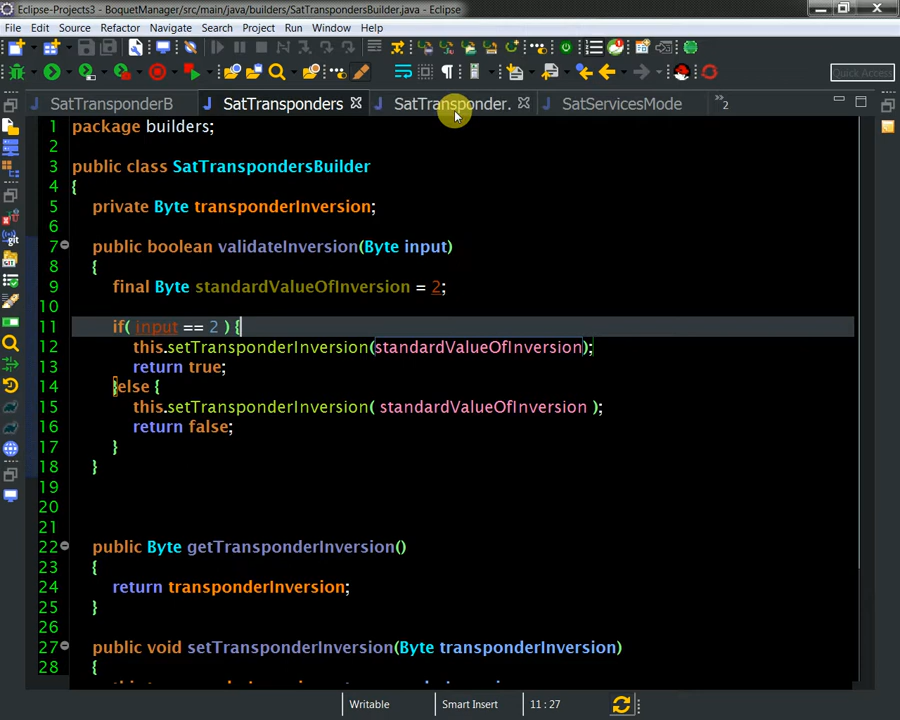 eclipse-Projects3 - BoquetManager/src/main/java/builders/SatTranspondersBuilder.java - Eclipse
File Edit Source Refactor Navigate Search Project Run Window Help
Quick Access
SatTransponderB SatTransponders SatTransponder. SatServicesMode »2
1 package builders;
2
3 public class SatTranspondersBuilder
4 {
5 private Byte transponderInversion;
6
7 public boolean validateInversion(Byte input)
8 {
9 final Byte standardValueOfInversion = 2;
10
11 if( input == 2 ) {
12 this.setTransponderInversion(standardValueOfInversion);
13 return true;
14 }else {
15 this.setTransponderInversion( standardValueOfInversion );
16 return false;
17 }
18 }
19
20
21
22 public Byte getTransponderInversion()
23 {
24 return transponderInversion;
25 }
26
27 public void setTransponderInversion(Byte transponderInversion)
28 {
Writable Smart Insert 11 : 27